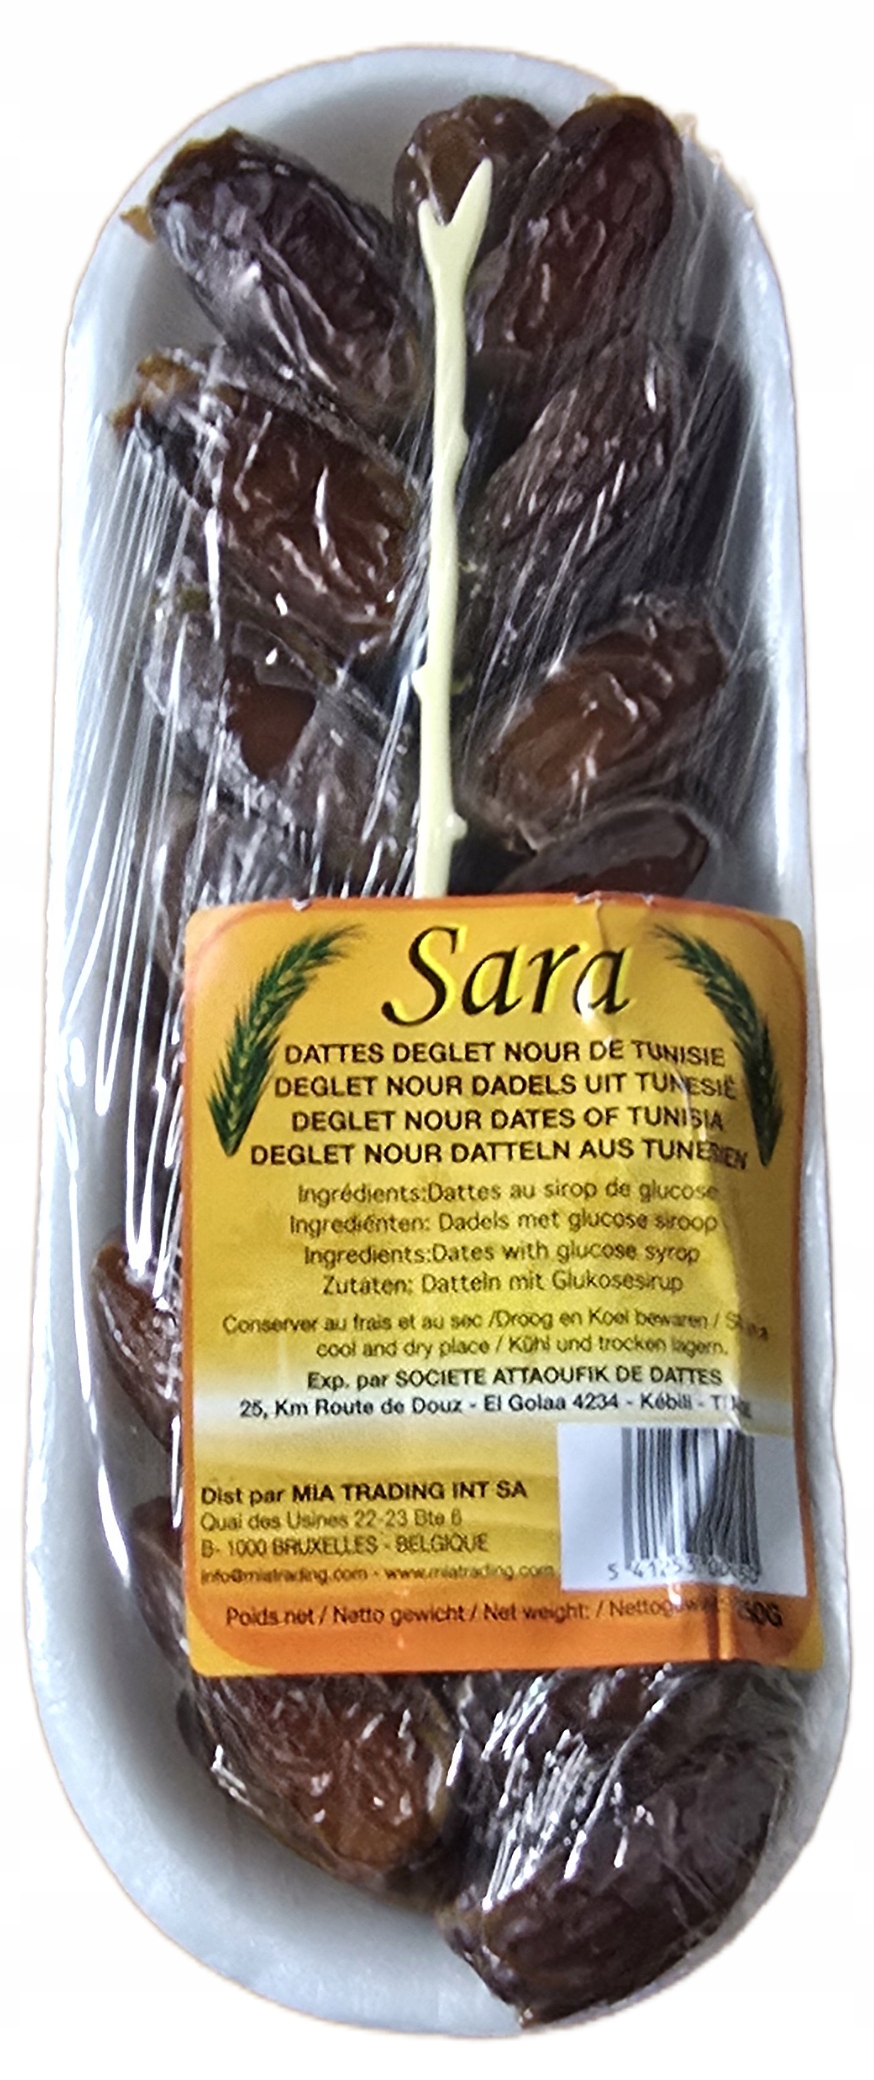 Sara
DATTES DEGLET NOUR DE TUNISIE
DEGLET NOUR DADELS UIT TUNESIË
DEGLET NOUR DATES OF TUNISIA
DEGLET NOUR DATTELN AUS TUNESIEN
Ingrédients:Dattes au sirop de glucose
Ingrediénten: Dadels met glucose siroop
Ingredients:Dates with glucose syrop
Zutaten: Datteln mit Glukosesirup
Conserver au frais et au sec /Droog en Koel bewaren /
cool and dry place / Kühl und trocken lagern.
Exp. par SOCIETE ATTAOUFIK DE DATTES
25, Km Route de Douz - El Golaa 4234 - Kébili -
Dist par MIA TRADING INT SA
Quai des Usines 22-23 Bte 6
B- 1000 BRUXELLES - BELGIQUE
info@miatrading.com - www.miatrading.com
Poids net / Netto gewicht / Net weight: /